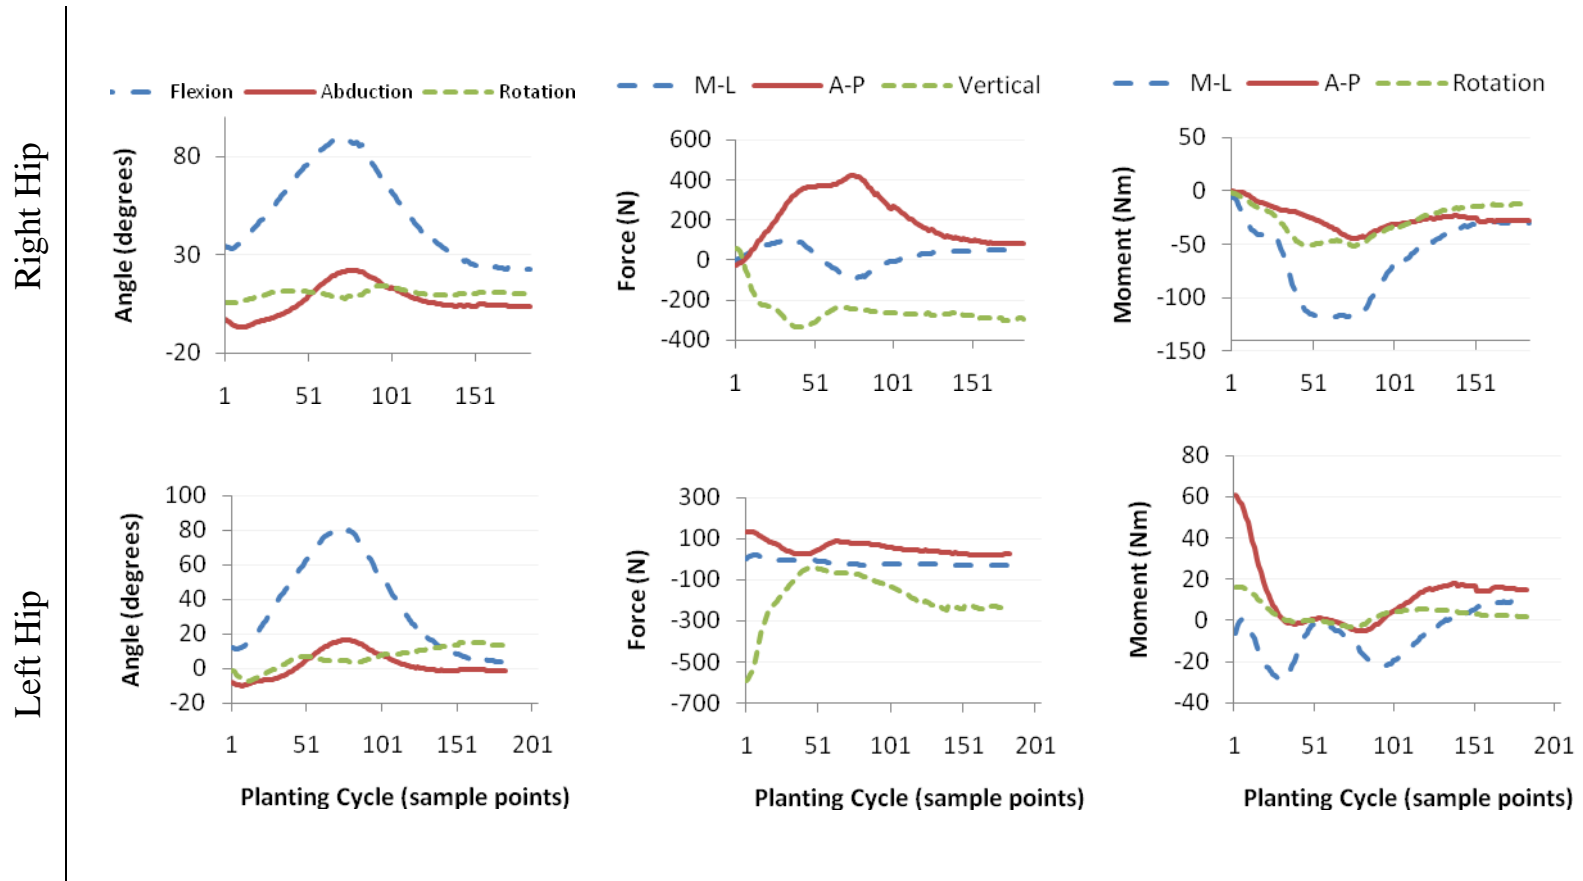 Right Hip
Flexion Abduction Rotation
Angle (degrees)
80
30
-20
1 51 101 151
M-L A-P Vertical
Force (N)
600
400
200
0
-200
-400
1 51 101 151
M-L A-P Rotation
Moment (Nm)
50
0
-50
-100
-150
1 51 101 151
Left Hip
Angle (degrees)
100
80
60
40
20
0
-20
1 51 101 151 201
Planting Cycle (sample points)
Force (N)
300
100
-100
-300
-500
-700
1 51 101 151 201
Planting Cycle (sample points)
Moment (Nm)
80
60
40
20
0
-20
-40
1 51 101 151 201
Planting Cycle (sample points)